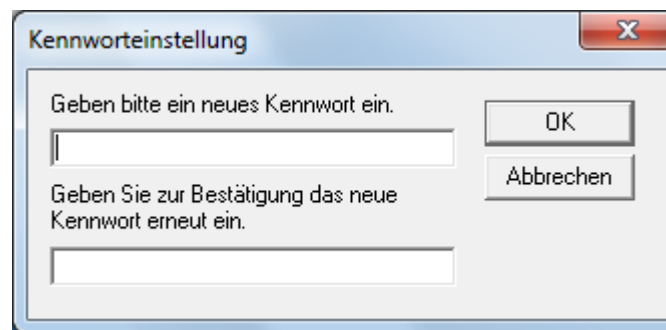 Kennworteinstellung
Geben bitte ein neues Kennwort ein.
OK
Abbrechen
Geben Sie zur Bestätigung das neue
Kennwort erneut ein.